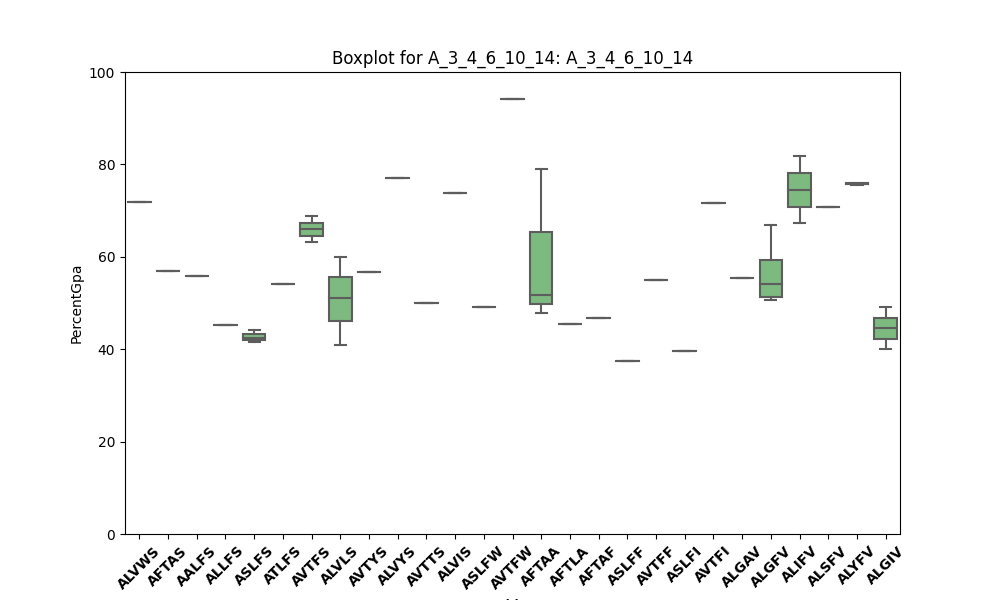 Boxplot for A_3_4_6_10_14: A_3_4_6_10_14
100
80
60
40
20
0
PercentGpa
ALVWS AFTAS AALFS ALLFS ASLFS ATLFS AVTFS ALVLS AVTYS ALVYS AVTTS ALVIS ASLFW AVTFW AFTAA AFTLA AFTAF ASLFF AVTFF ASLFI AVTFI ALGAV ALGFV ALIFV ALSFV ALYFV ALGIV